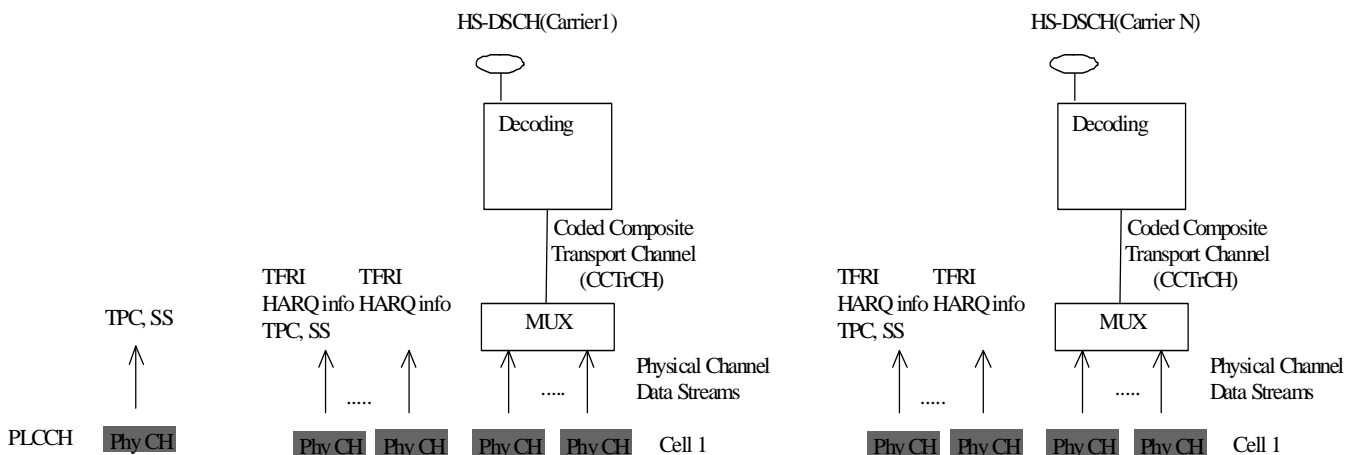 HS-DSCH(Carrier1)
HS-DSCH(Carrier N)
Decoding
Decoding
Coded Composite
Transport Channel
(CCTrCH)
Coded Composite
Transport Channel
(CCTrCH)
TPC, SS
TFRI
HARQ info
TPC, SS
TFRI
HARQ info
MUX
TFRI
HARQ info
TPC, SS
TFRI
HARQ info
MUX
Physical Channel
Data Streams
Physical Channel
Data Streams
.....
.....
.....
.....
PLCCH
Phy CH
Phy CH
Phy CH
Phy CH
Phy CH
Cell 1
Phy CH
Phy CH
Phy CH
Phy CH
Cell 1